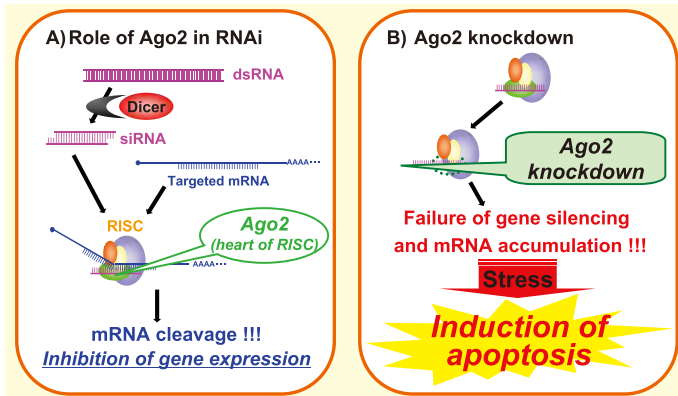 A) Role of Ago2 in RNAi
dsRNA
Dicer
siRNA
AAAA···
Targeted mRNA
RISC
Ago2
(heart of RISC)
AAAA···
mRNA cleavage !!!
Inhibition of gene expression
B) Ago2 knockdown
Ago2
knockdown
Failure of gene silencing
and mRNA accumulation !!!
Stress
Induction of
apoptosis